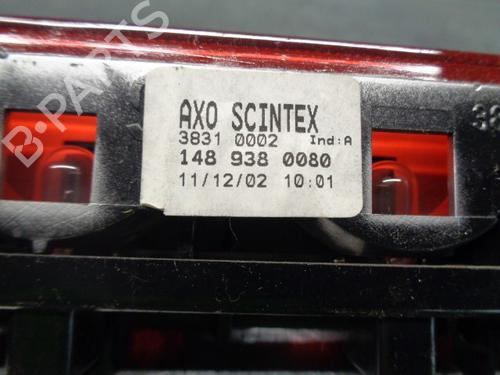 B-PARTS
AXO SCINTEX
3831 0002 Ind:A
148 938 0080
11/12/02 10:01